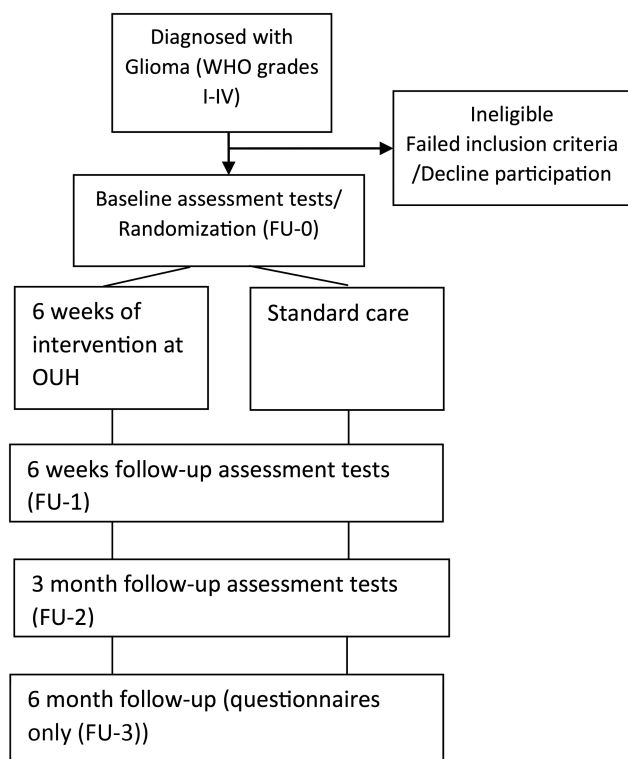 Diagnosed with
Glioma (WHO grades
I-IV)
Ineligible
Failed inclusion criteria
/Decline participation
Baseline assessment tests/
Randomization (FU-0)
6 weeks of
intervention at
OUH
Standard care
6 weeks follow-up assessment tests
(FU-1)
3 month follow-up assessment tests
(FU-2)
6 month follow-up (questionnaires
only (FU-3))